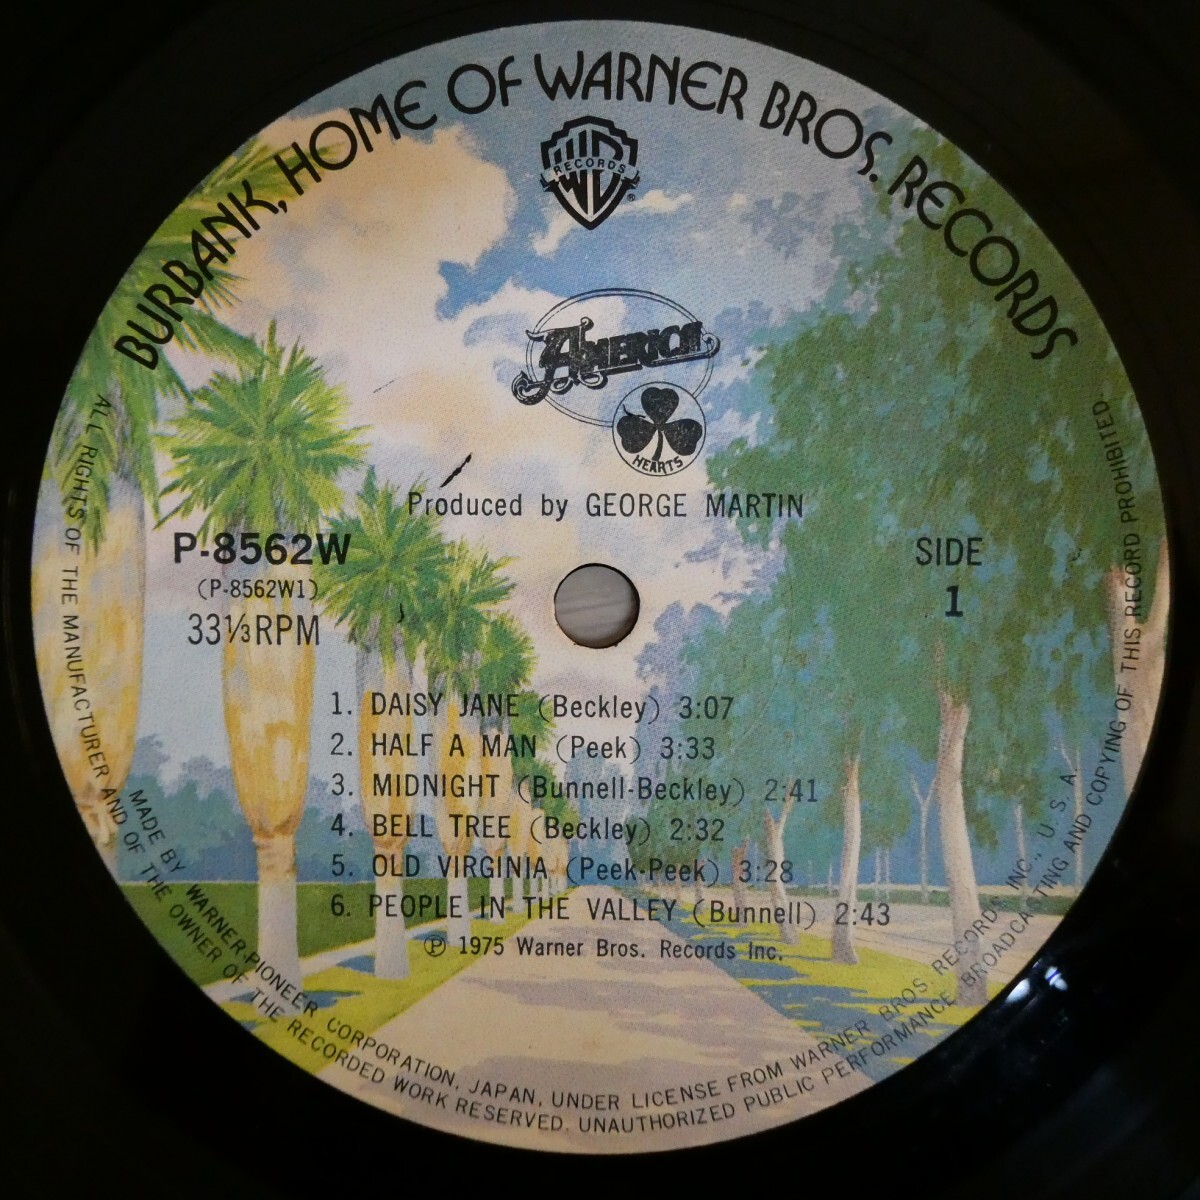 BURBANK, HOME OF WARNER BROS. RECORDS
WB
RECORDS
®
AMERICA
HEARTS
Produced by GEORGE MARTIN
P-8562W
(P-8562W1)
33⅓RPM
SIDE
1
1. DAISY JANE (Beckley) 3:07
2. HALF A MAN (Peek) 3:33
3. MIDNIGHT (Bunnell-Beckley) 2:41
4. BELL TREE (Beckley) 2:32
5. OLD VIRGINIA (Peek-Peek) 3:28
6. PEOPLE IN THE VALLEY (Bunnell) 2:43
℗ 1975 Warner Bros. Records Inc.
MADE BY WARNER-PIONEER CORPORATION, JAPAN, UNDER LICENSE FROM WARNER BROS. RECORDS INC., U.S.A.
ALL RIGHTS OF THE MANUFACTURER AND OF THE OWNER OF THE RECORDED WORK RESERVED. UNAUTHORIZED PUBLIC PERFORMANCE, BROADCASTING AND COPYING OF THIS RECORD PROHIBITED